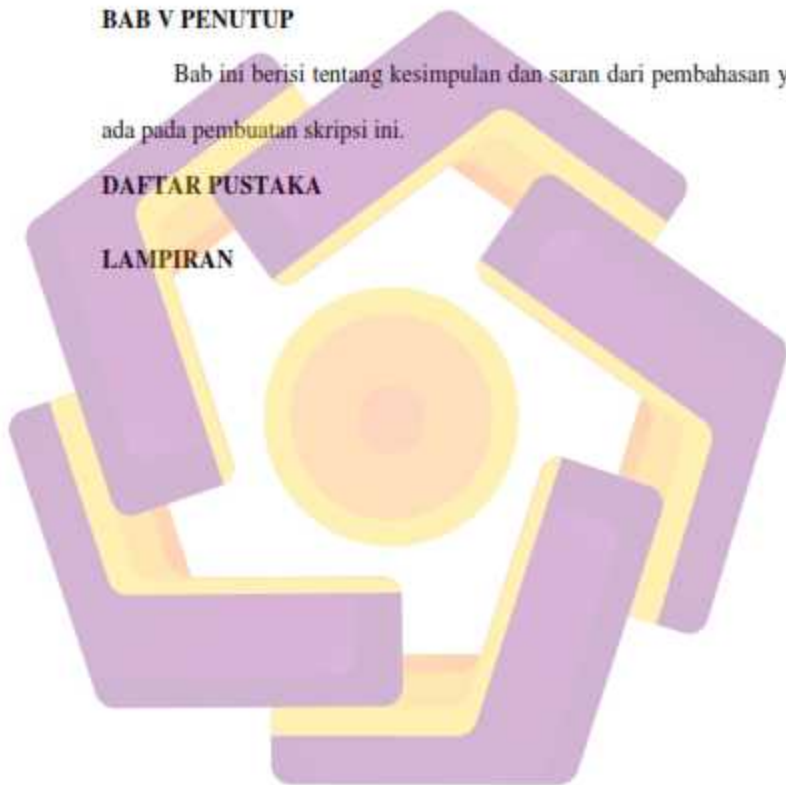 BAB V PENUTUP
Bab ini berisi tentang kesimpulan dan saran dari pembahasan y
ada pada pembuatan skripsi ini.
DAFTAR PUSTAKA
LAMPIRAN